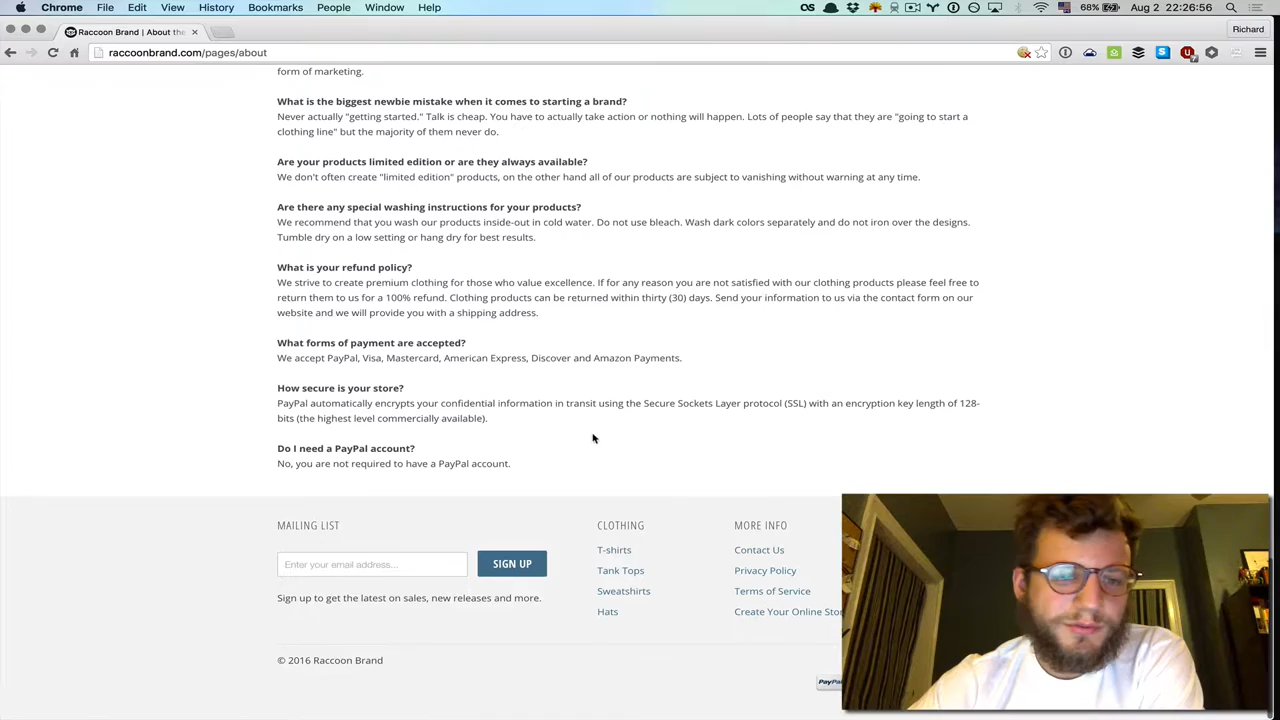 Chrome File Edit View History Bookmarks People Window Help
68% Aug 2 22:26:56
Raccoon Brand | About the
Richard
raccoonbrand.com/pages/about
form of marketing.
What is the biggest newbie mistake when it comes to starting a brand?
Never actually "getting started." Talk is cheap. You have to actually take action or nothing will happen. Lots of people say that they are "going to start a
clothing line" but the majority of them never do.
Are your products limited edition or are they always available?
We don't often create "limited edition" products, on the other hand all of our products are subject to vanishing without warning at any time.
Are there any special washing instructions for your products?
We recommend that you wash our products inside-out in cold water. Do not use bleach. Wash dark colors separately and do not iron over the designs.
Tumble dry on a low setting or hang dry for best results.
What is your refund policy?
We strive to create premium clothing for those who value excellence. If for any reason you are not satisfied with our clothing products please feel free to
return them to us for a 100% refund. Clothing products can be returned within thirty (30) days. Send your information to us via the contact form on our
website and we will provide you with a shipping address.
What forms of payment are accepted?
We accept PayPal, Visa, Mastercard, American Express, Discover and Amazon Payments.
How secure is your store?
PayPal automatically encrypts your confidential information in transit using the Secure Sockets Layer protocol (SSL) with an encryption key length of 128-
bits (the highest level commercially available).
Do I need a PayPal account?
No, you are not required to have a PayPal account.
MAILING LIST
Enter your email address...
SIGN UP
Sign up to get the latest on sales, new releases and more.
CLOTHING
T-shirts
Tank Tops
Sweatshirts
Hats
MORE INFO
Contact Us
Privacy Policy
Terms of Service
Create Your Online Stor
© 2016 Raccoon Brand
PayPal